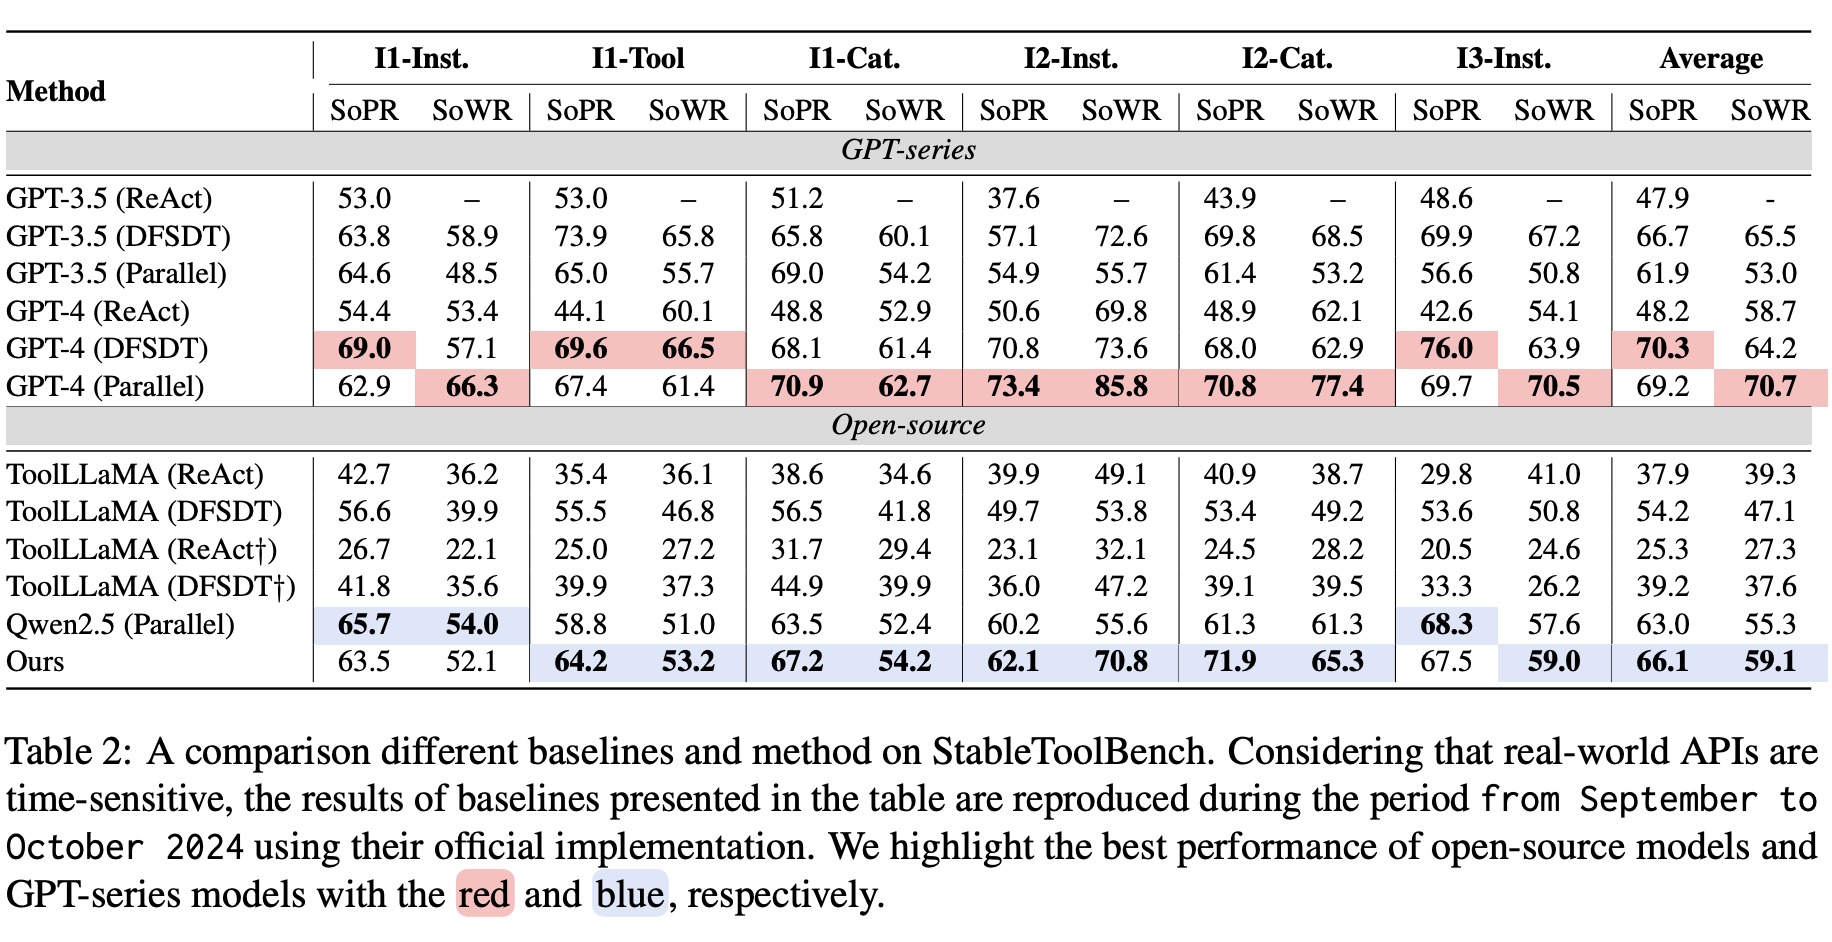 Method I1-Inst. I1-Tool I1-Cat. I2-Inst. I2-Cat. I3-Inst. Average
SoPR SoWR SoPR SoWR SoPR SoWR SoPR SoWR SoPR SoWR SoPR SoWR SoPR SoWR
GPT-series
GPT-3.5 (ReAct) 53.0 – 53.0 – 51.2 – 37.6 – 43.9 – 48.6 – 47.9 -
GPT-3.5 (DFSDT) 63.8 58.9 73.9 65.8 65.8 60.1 57.1 72.6 69.8 68.5 69.9 67.2 66.7 65.5
GPT-3.5 (Parallel) 64.6 48.5 65.0 55.7 69.0 54.2 54.9 55.7 61.4 53.2 56.6 50.8 61.9 53.0
GPT-4 (ReAct) 54.4 53.4 44.1 60.1 48.8 52.9 50.6 69.8 48.9 62.1 42.6 54.1 48.2 58.7
GPT-4 (DFSDT) 69.0 57.1 69.6 66.5 68.1 61.4 70.8 73.6 68.0 62.9 76.0 63.9 70.3 64.2
GPT-4 (Parallel) 62.9 66.3 67.4 61.4 70.9 62.7 73.4 85.8 70.8 77.4 69.7 70.5 69.2 70.7
Open-source
ToolLLaMA (ReAct) 42.7 36.2 35.4 36.1 38.6 34.6 39.9 49.1 40.9 38.7 29.8 41.0 37.9 39.3
ToolLLaMA (DFSDT) 56.6 39.9 55.5 46.8 56.5 41.8 49.7 53.8 53.4 49.2 53.6 50.8 54.2 47.1
ToolLLaMA (ReAct†) 26.7 22.1 25.0 27.2 31.7 29.4 23.1 32.1 24.5 28.2 20.5 24.6 25.3 27.3
ToolLLaMA (DFSDT†) 41.8 35.6 39.9 37.3 44.9 39.9 36.0 47.2 39.1 39.5 33.3 26.2 39.2 37.6
Qwen2.5 (Parallel) 65.7 54.0 58.8 51.0 63.5 52.4 60.2 55.6 61.3 61.3 68.3 57.6 63.0 55.3
Ours 63.5 52.1 64.2 53.2 67.2 54.2 62.1 70.8 71.9 65.3 67.5 59.0 66.1 59.1
Table 2: A comparison different baselines and method on StableToolBench. Considering that real-world APIs are
time-sensitive, the results of baselines presented in the table are reproduced during the period from September to
October 2024 using their official implementation. We highlight the best performance of open-source models and
GPT-series models with the red and blue, respectively.